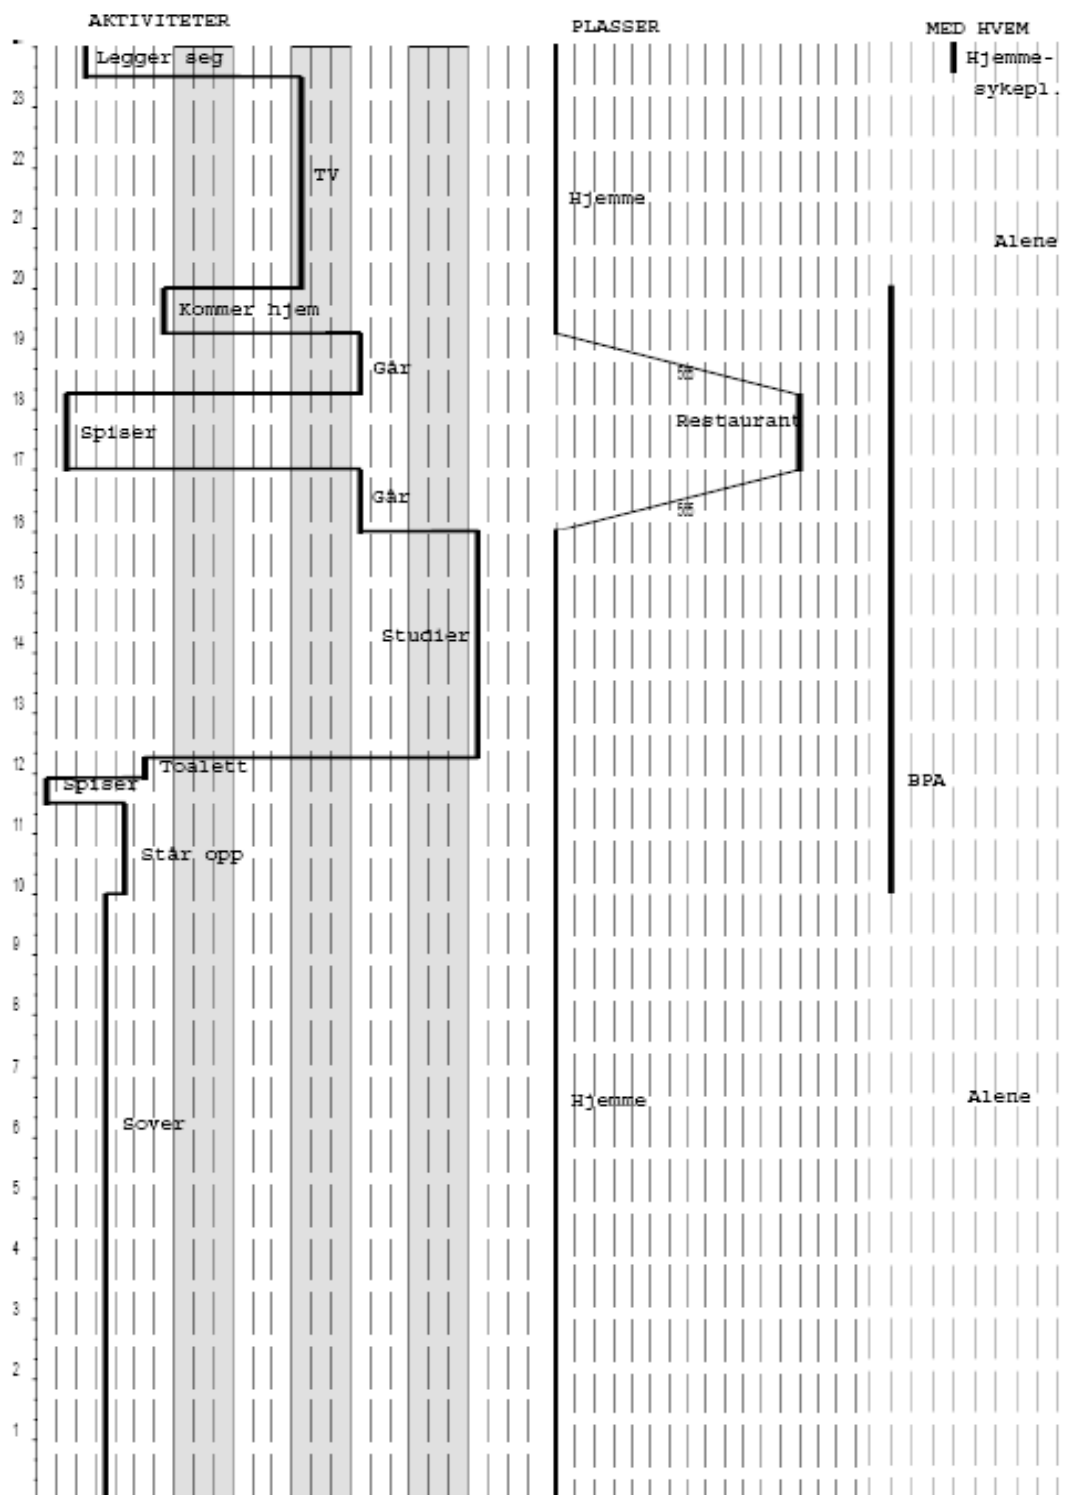 AKTIVITETER
PLASSER
MED HVEM
Legger seg
Hjemme-
sykepl.
23
22
TV
Hjemme
21
Alene
20
Kommer hjem
19
Går
18
Restaurant
Spiser
17
Går
16
15
Studier
14
13
12
Toalett
Spiser
BPA
11
Står opp
10
9
8
7
Hjemme
Alene
Sover
6
5
4
3
2
1